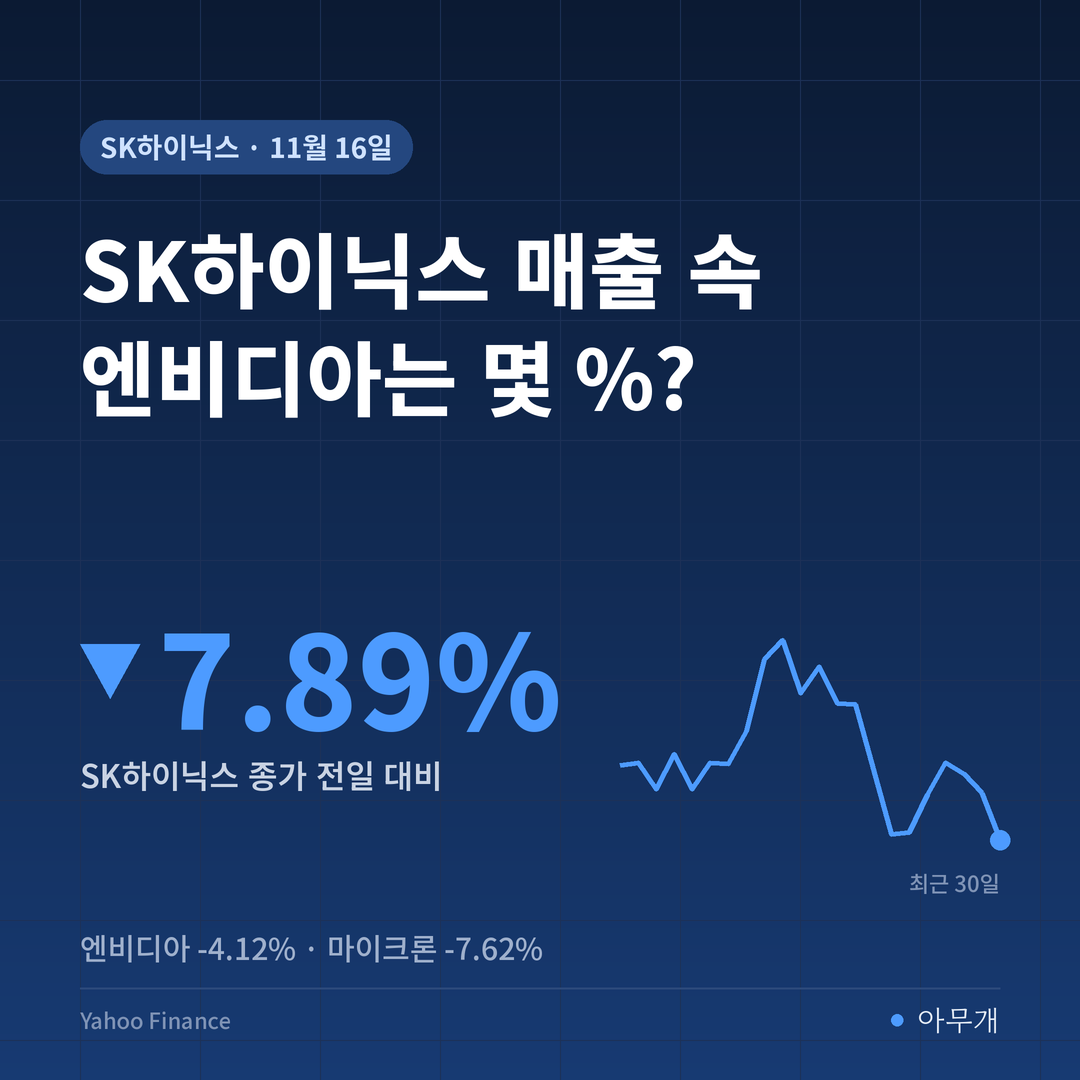 SK하이닉스 · 11월 16일
SK하이닉스 매출 속
엔비디아는 몇 %?
▼7.89%
SK하이닉스 종가 전일 대비
최근 30일
엔비디아 -4.12% · 마이크론 -7.62%
Yahoo Finance
아무개